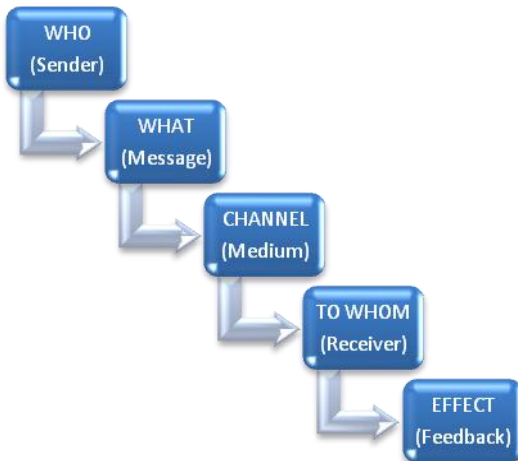 WHO
(Sender)
WHAT
(Message)
CHANNEL
(Medium)
TO WHOM
(Receiver)
EFFECT
(Feedback)